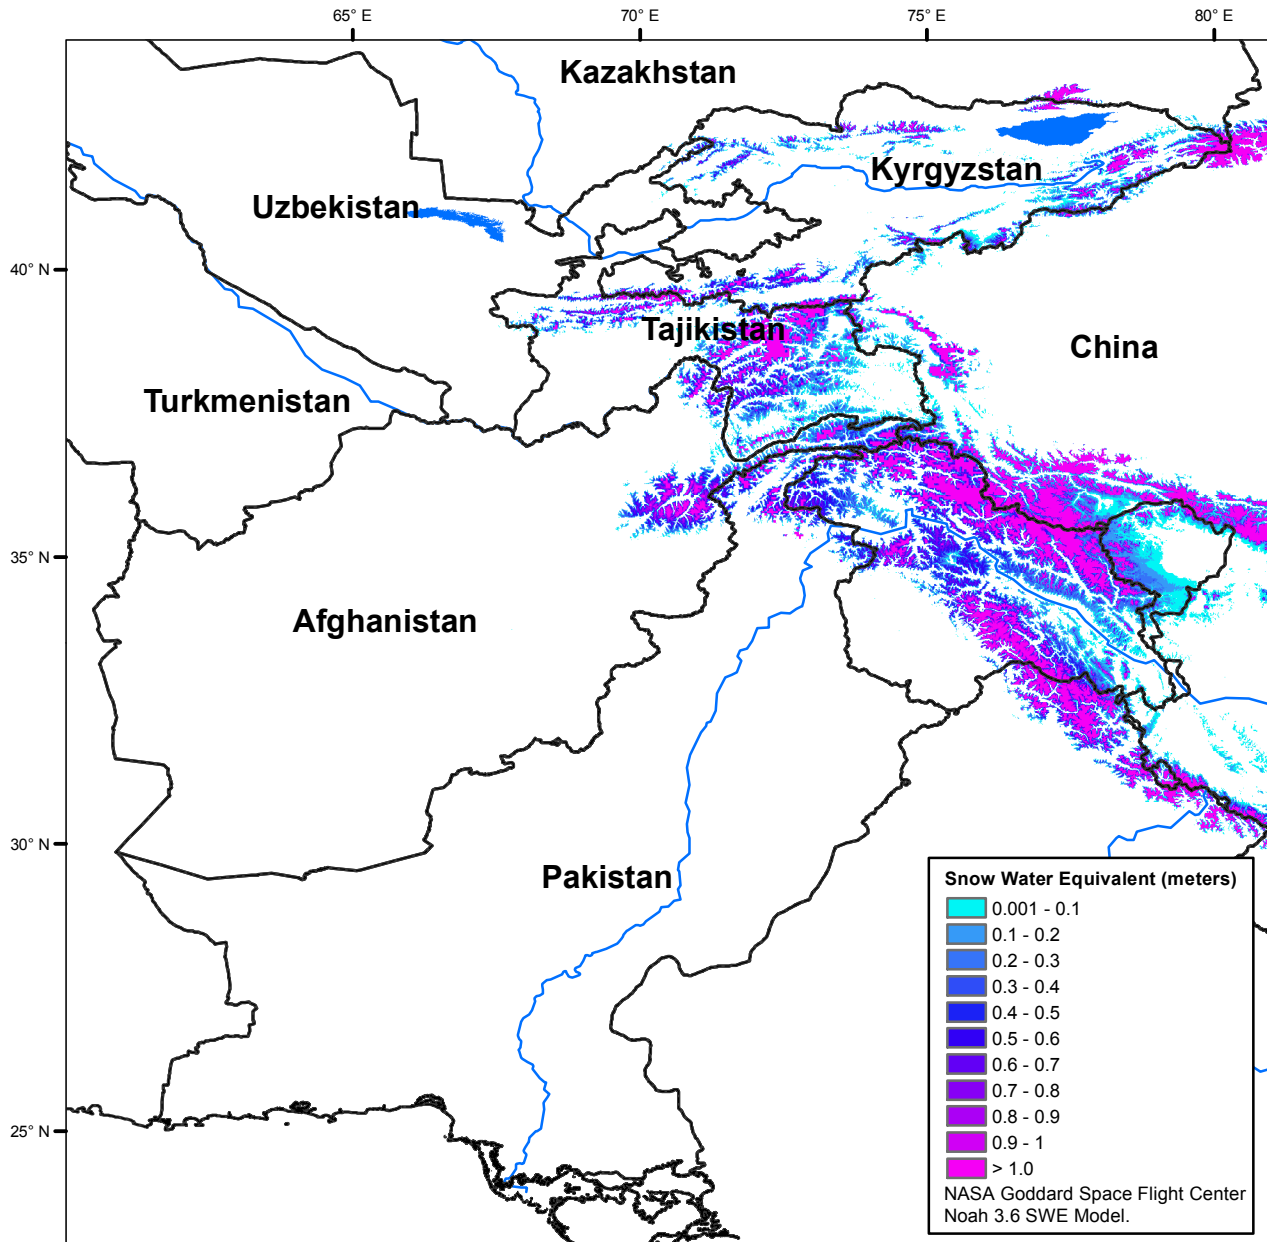 65° E
70° E
75° E
80° E
Kazakhstan
Kyrgyzstan
Uzbekistan
40° N
Tajikistan
China
Turkmenistan
35° N
Afghanistan
30° N
Pakistan
25° N
Snow Water Equivalent (meters)
0.001 - 0.1
0.1 - 0.2
0.2 - 0.3
0.3 - 0.4
0.4 - 0.5
0.5 - 0.6
0.6 - 0.7
0.7 - 0.8
0.8 - 0.9
0.9 - 1
> 1.0
NASA Goddard Space Flight Center
Noah 3.6 SWE Model.